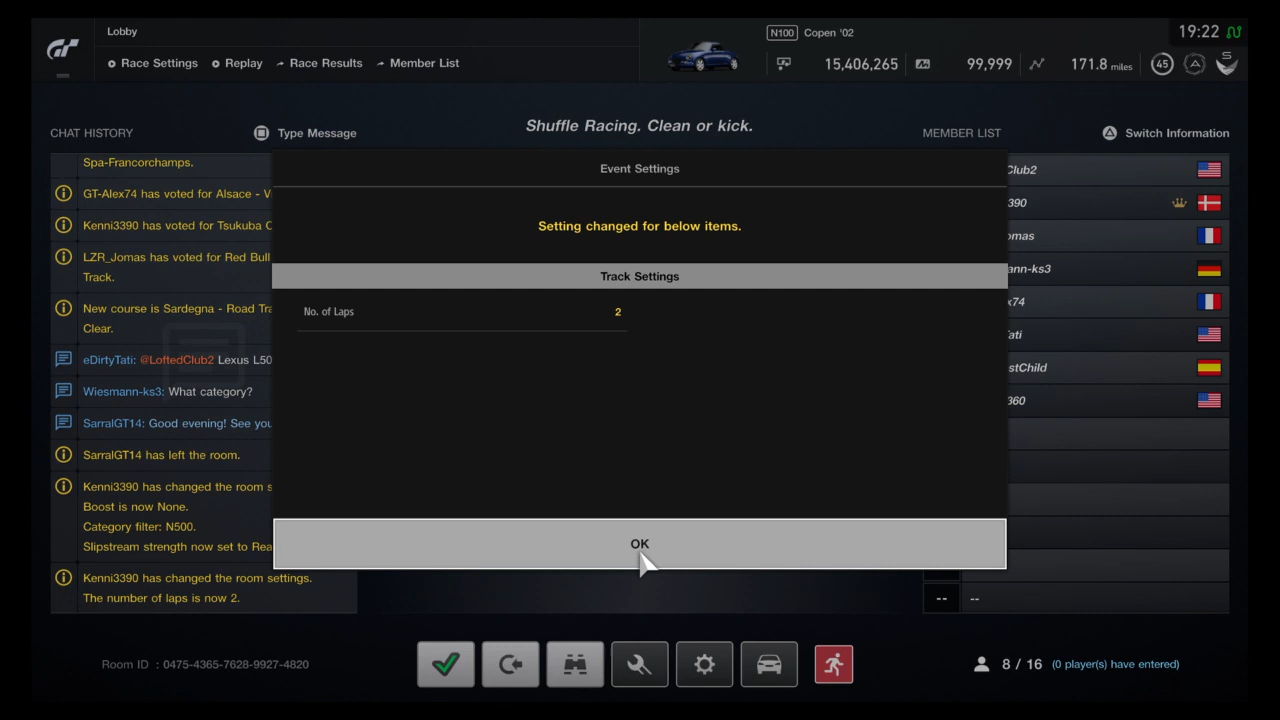 Lobby
N100 Copen '02
19:22
Race Settings Replay Race Results Member List
15,406,265 99,999 171.8 miles 45 A S
CHAT HISTORY Type Message
Shuffle Racing. Clean or kick.
MEMBER LIST Switch Information
Spa-Francorchamps.
GT-Alex74 has voted for Alsace - V
Kenni3390 has voted for Tsukuba C
LZR_Jomas has voted for Red Bull
Track.
New course is Sardegna - Road Tra
Clear.
eDirtyTati: @LoftedClub2 Lexus L50
Wiesmann-ks3: What category?
SarralGT14: Good evening! See you
SarralGT14 has left the room.
Kenni3390 has changed the room s
Boost is now None.
Category filter: N500.
Slipstream strength now set to Rea
Kenni3390 has changed the room settings.
The number of laps is now 2.
Event Settings
Setting changed for below items.
Track Settings
No. of Laps 2
OK
Club2
390
omas
ann-ks3
x74
ati
stChild
360
-- --
Room ID : 0475-4365-7628-9927-4820
8 / 16 (0 player(s) have entered)